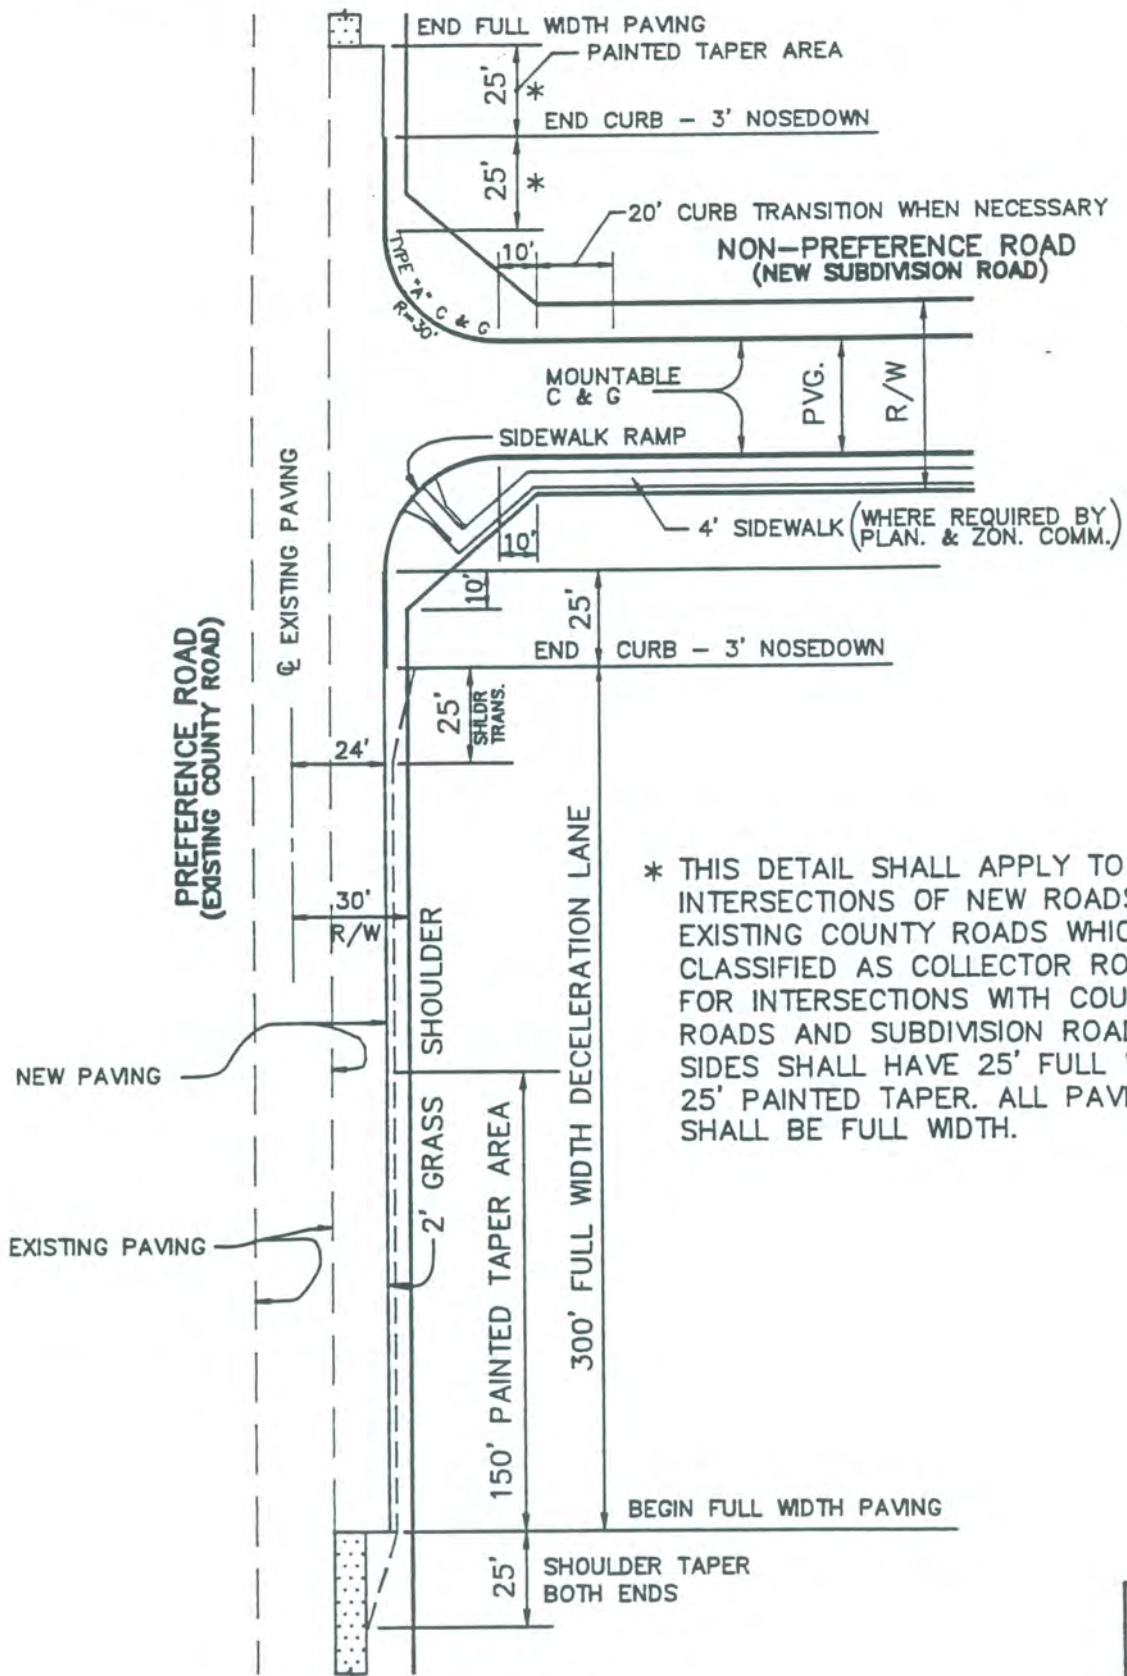 END FULL WIDTH PAVING
PAINTED TAPER AREA
25'
*
END CURB - 3' NOSEDOWN
25'
*
20' CURB TRANSITION WHEN NECESSARY
10'
NON-PREFERENCE ROAD
(NEW SUBDIVISION ROAD)
TYPE "A" C & G
R=30'
MOUNTABLE
C & G
PVG.
R/W
SIDEWALK RAMP
4' SIDEWALK (WHERE REQUIRED BY
PLAN. & ZON. COMM.)
10'
10'
25'
END CURB - 3' NOSEDOWN
℄ EXISTING PAVING
PREFERENCE ROAD
(EXISTING COUNTY ROAD)
25'
SHLDR
TRANS.
24'
30'
R/W
2' GRASS SHOULDER
300' FULL WIDTH DECELERATION LANE
* THIS DETAIL SHALL APPLY TO
INTERSECTIONS OF NEW ROADS
EXISTING COUNTY ROADS
CLASSIFIED AS COLLECTOR
FOR INTERSECTIONS WITH
ROADS AND SUBDIVISION
SIDES SHALL HAVE 25' FULL
25' PAINTED TAPER. ALL
SHALL BE FULL WIDTH.
NEW PAVING
150' PAINTED TAPER AREA
EXISTING PAVING
BEGIN FULL WIDTH PAVING
25'
SHOULDER TAPER
BOTH ENDS